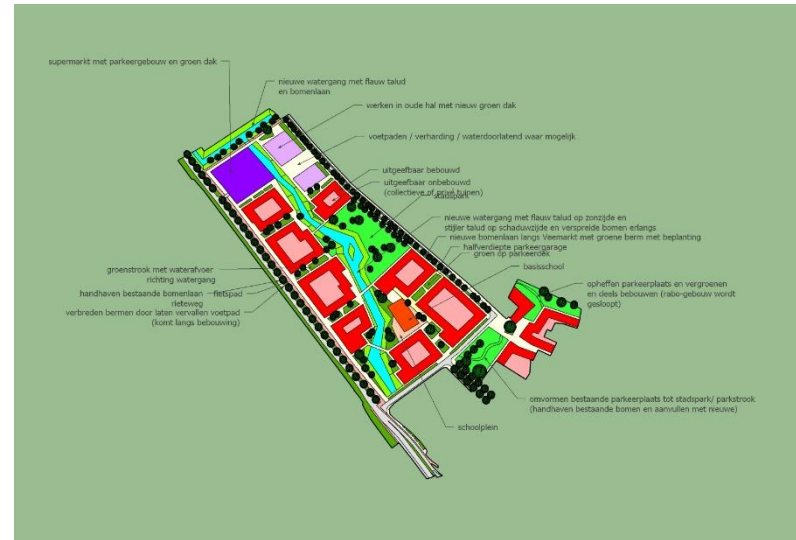 supermarkt met parkeergebouw en groen dak
nieuwe watergang met flauw talud
en bomenlaan
werken in oude hal met nieuw groen dak
voetpaden / verharding / waterdoorlatend waar mogelijk
uitgeefbaar bebouwd
uitgeefbaar onbebouwd
(collectieve of privé tuinen)
stadspark
nieuwe watergang met flauw talud op zonzijde en
stijler talud op schaduwzijde en verspreide bomen erlangs
nieuwe bomenlaan langs Veemarkt met groene berm met beplanting
halfverdiepte parkeergarage
groen op parkeerdek
basisschool
groenstrook met waterafvoer
richting watergang
handhaven bestaande bomenlaan
rieteweg
fietspad
verbreden bermen door laten vervallen voetpad
(komt langs bebouwing)
opheffen parkeerplaats en vergroenen
en deels bebouwen (rabo-gebouw wordt
gesloopt)
omvormen bestaande parkeerplaats tot stadspark/ parkstrook
(handhaven bestaande bomen en aanvullen met nieuwe)
schoolplein